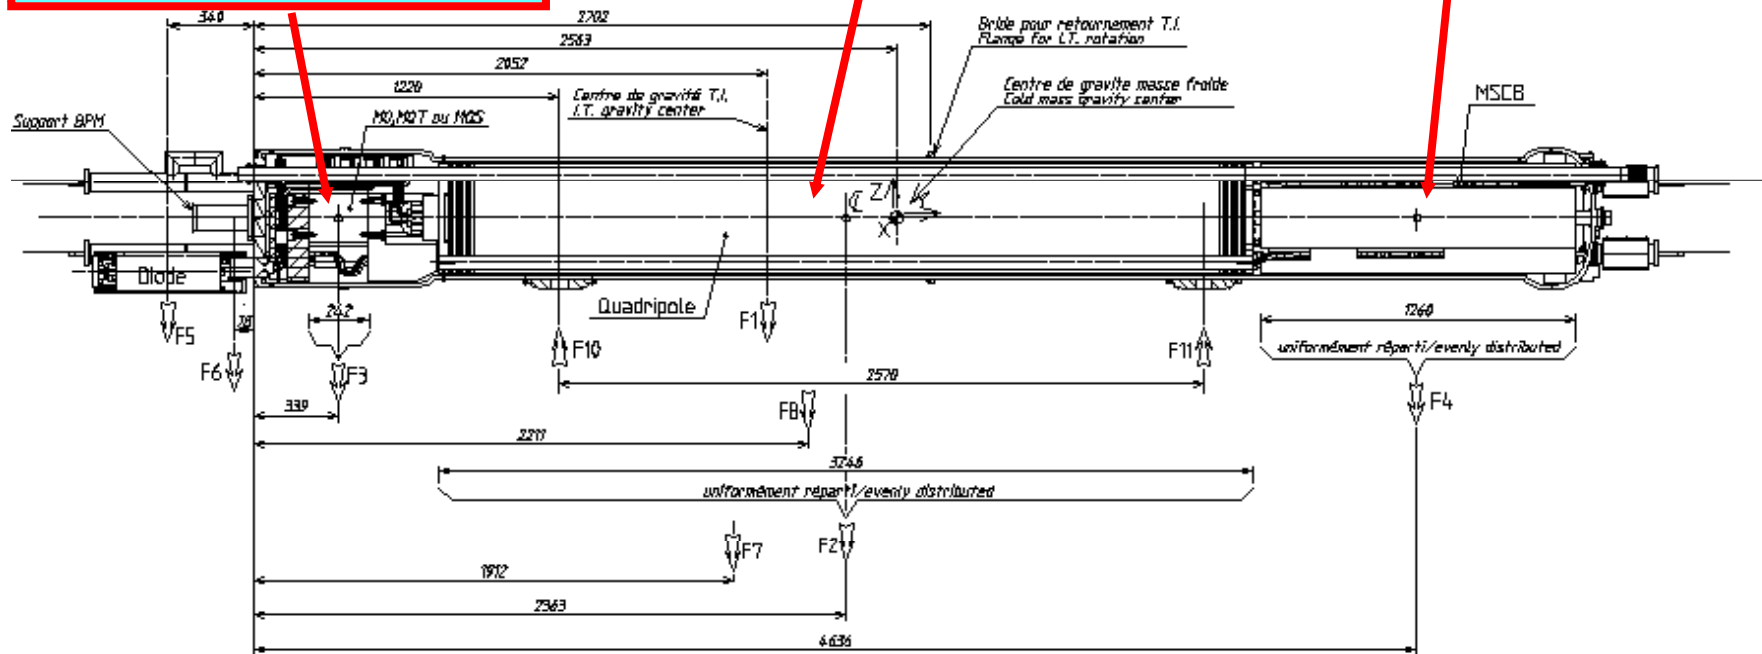 340
2702
2583
2052
1220
Bride pour retournement T.I.
Flange for I.T. rotation
Centre de gravité T.I.
I.T. gravity center
Centre de gravite masse froide
Cold mass gravity center
MSCB
Support BPM
MO,MQT ou MQS
Z
X
Diode
Quadripole
242
78
F5
F6
F3
F10
F1
F11
1260
uniformément réparti/evenly distributed
2570
F4
339
F8
2211
3246
uniformément réparti/evenly distributed
F7
F2
1912
2363
4636